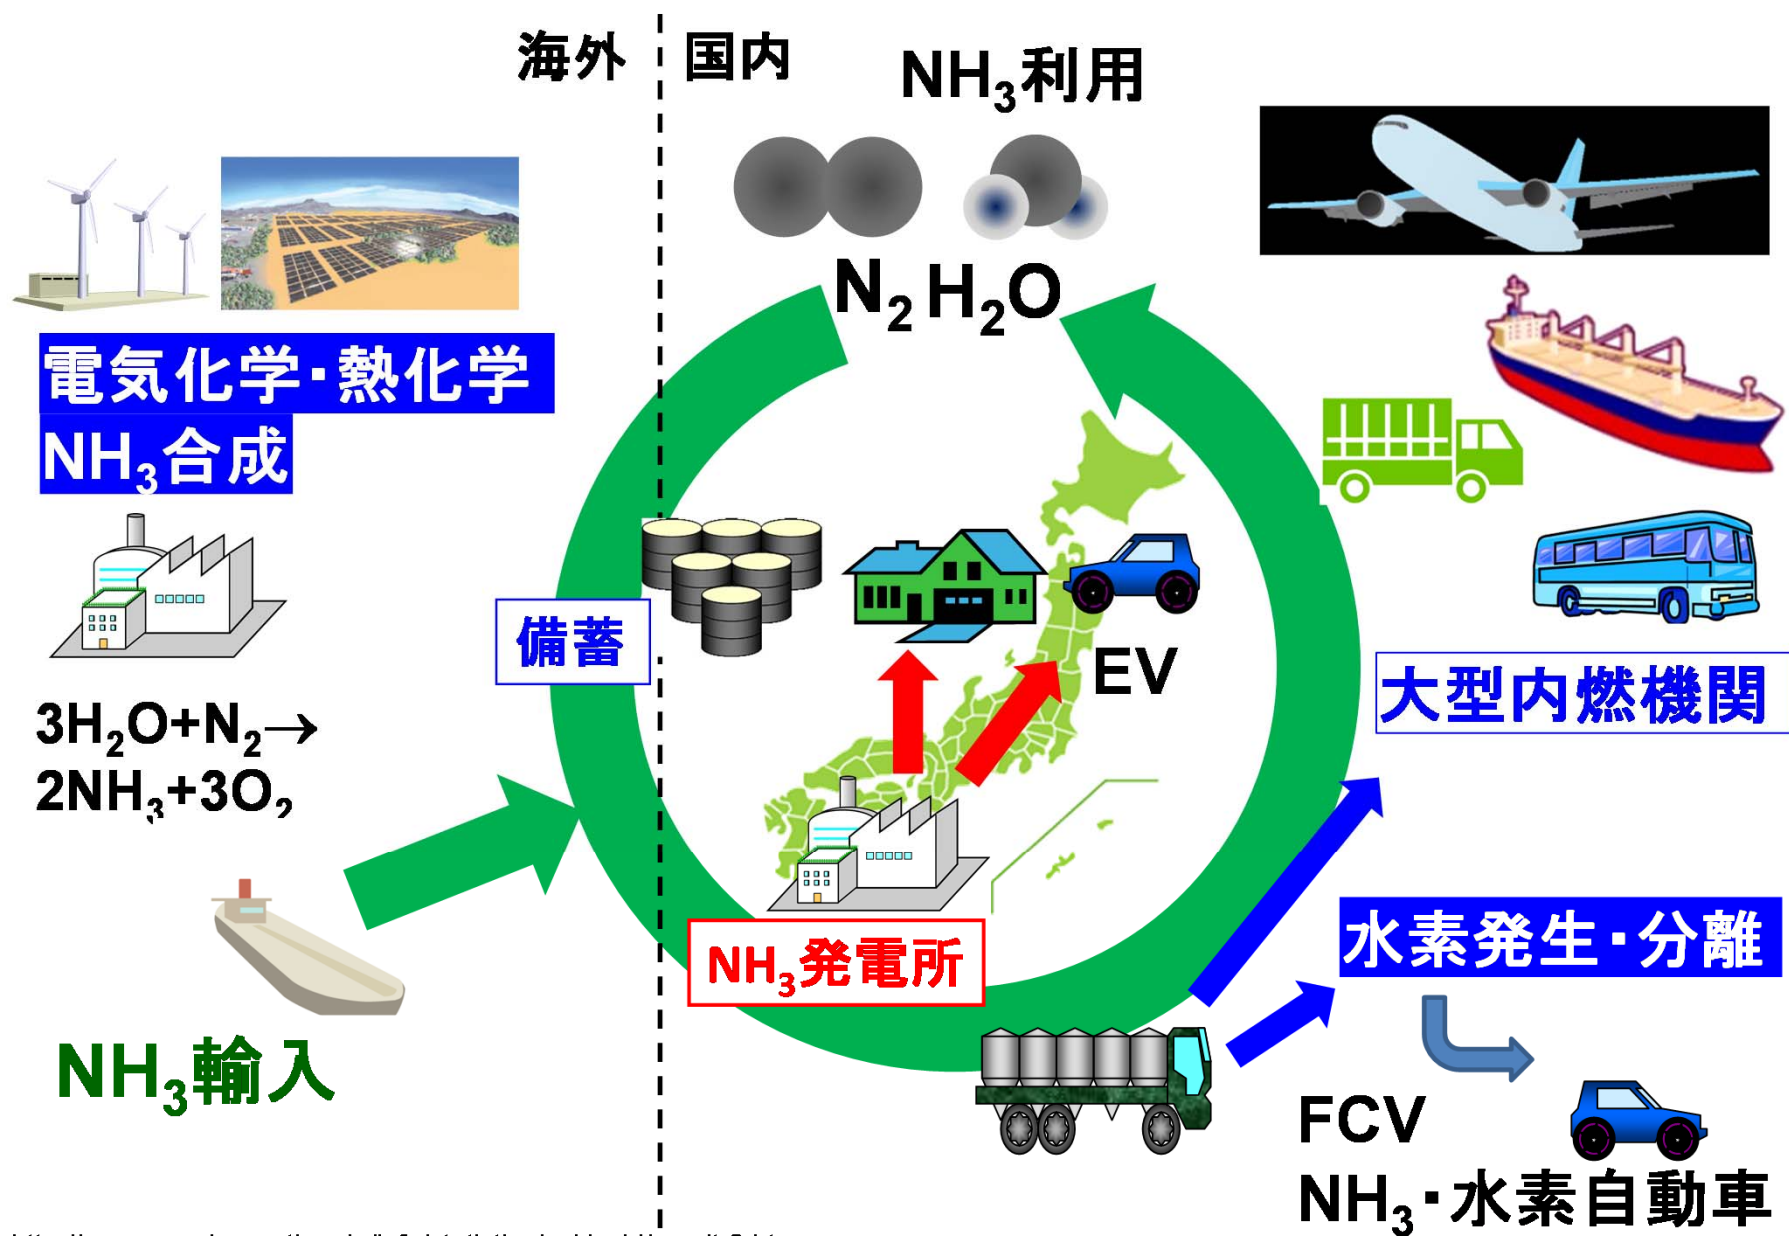 海外
国内
NH₃利用
N₂ H₂O
電気化学・熱化学
NH₃合成
3H₂O+N₂→
2NH₃+3O₂
NH₃輸入
備蓄
EV
NH₃発電所
大型内燃機関
水素発生・分離
FCV
NH₃・水素自動車